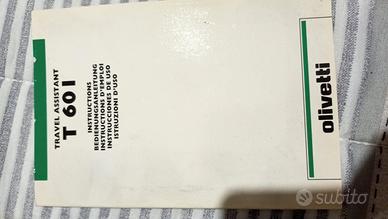 TRAVEL ASSISTANT
T 601
INSTRUCTIONS
BEDIENUNGSANLEITUNG
INSTRUCTIONS D'EMPLOI
INSTRUCCIONES DE USO
ISTRUZIONI D'USO
olivetti
subito